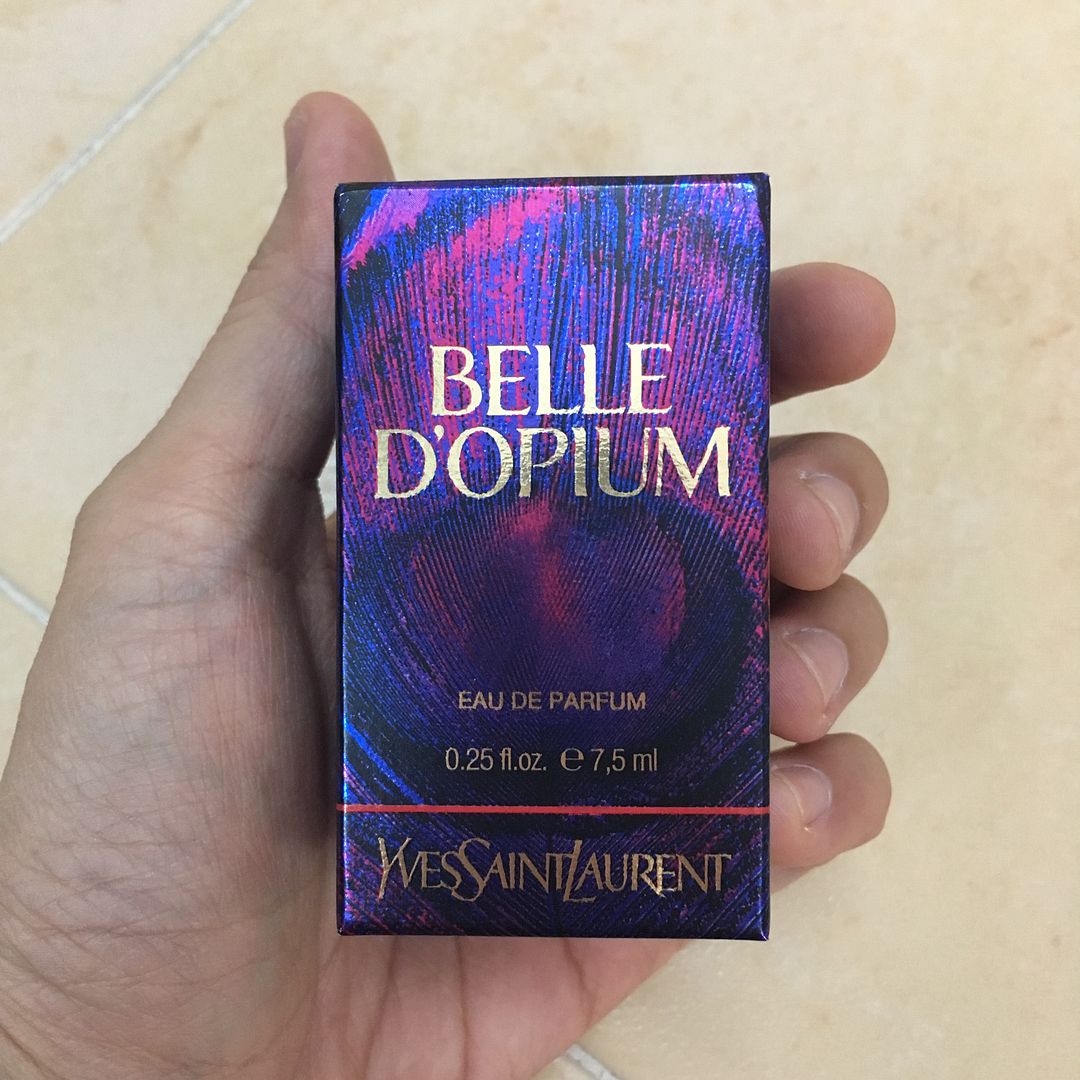 BELLE
D'OPIUM
EAU DE PARFUM
0.25 fl.oz. ℮ 7,5 ml
YVESSAINTLAURENT